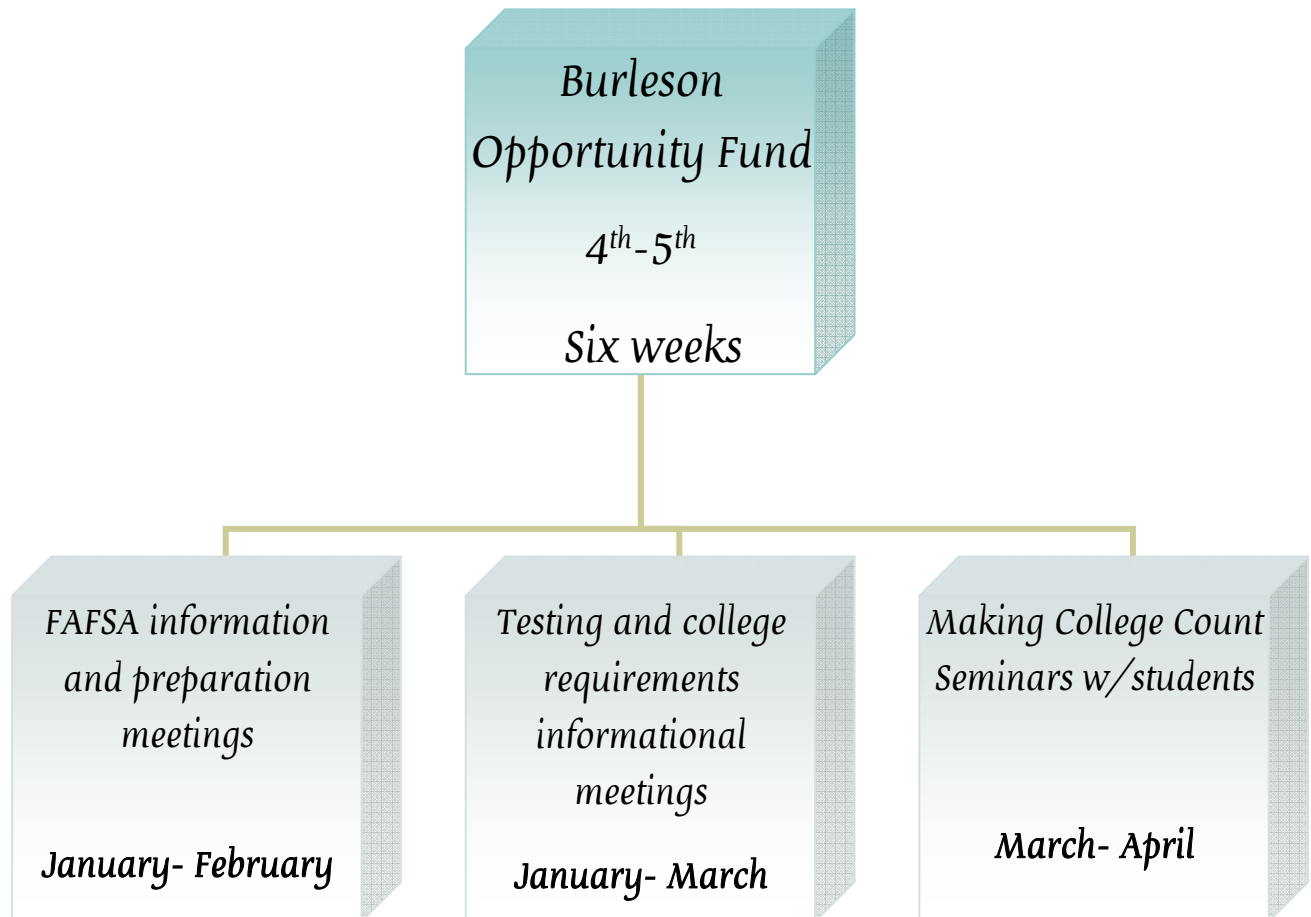 Burleson
Opportunity Fund
4th-5th
Six weeks
FAFSA information
and preparation
meetings
January- February
Testing and college
requirements
informational
meetings
January- March
Making College Count
Seminars w/students
March- April